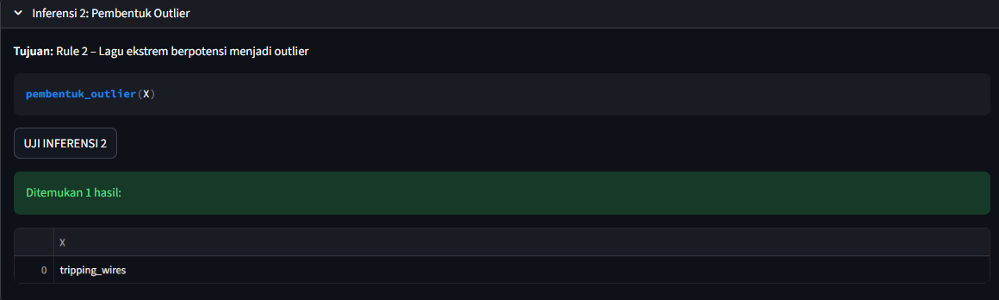 Inferensi 2: Pembentuk Outlier
Tujuan: Rule 2 – Lagu ekstrem berpotensi menjadi outlier
pembentuk_outlier(X)
UJI INFERENSI 2
Ditemukan 1 hasil:
X
0 tripping_wires